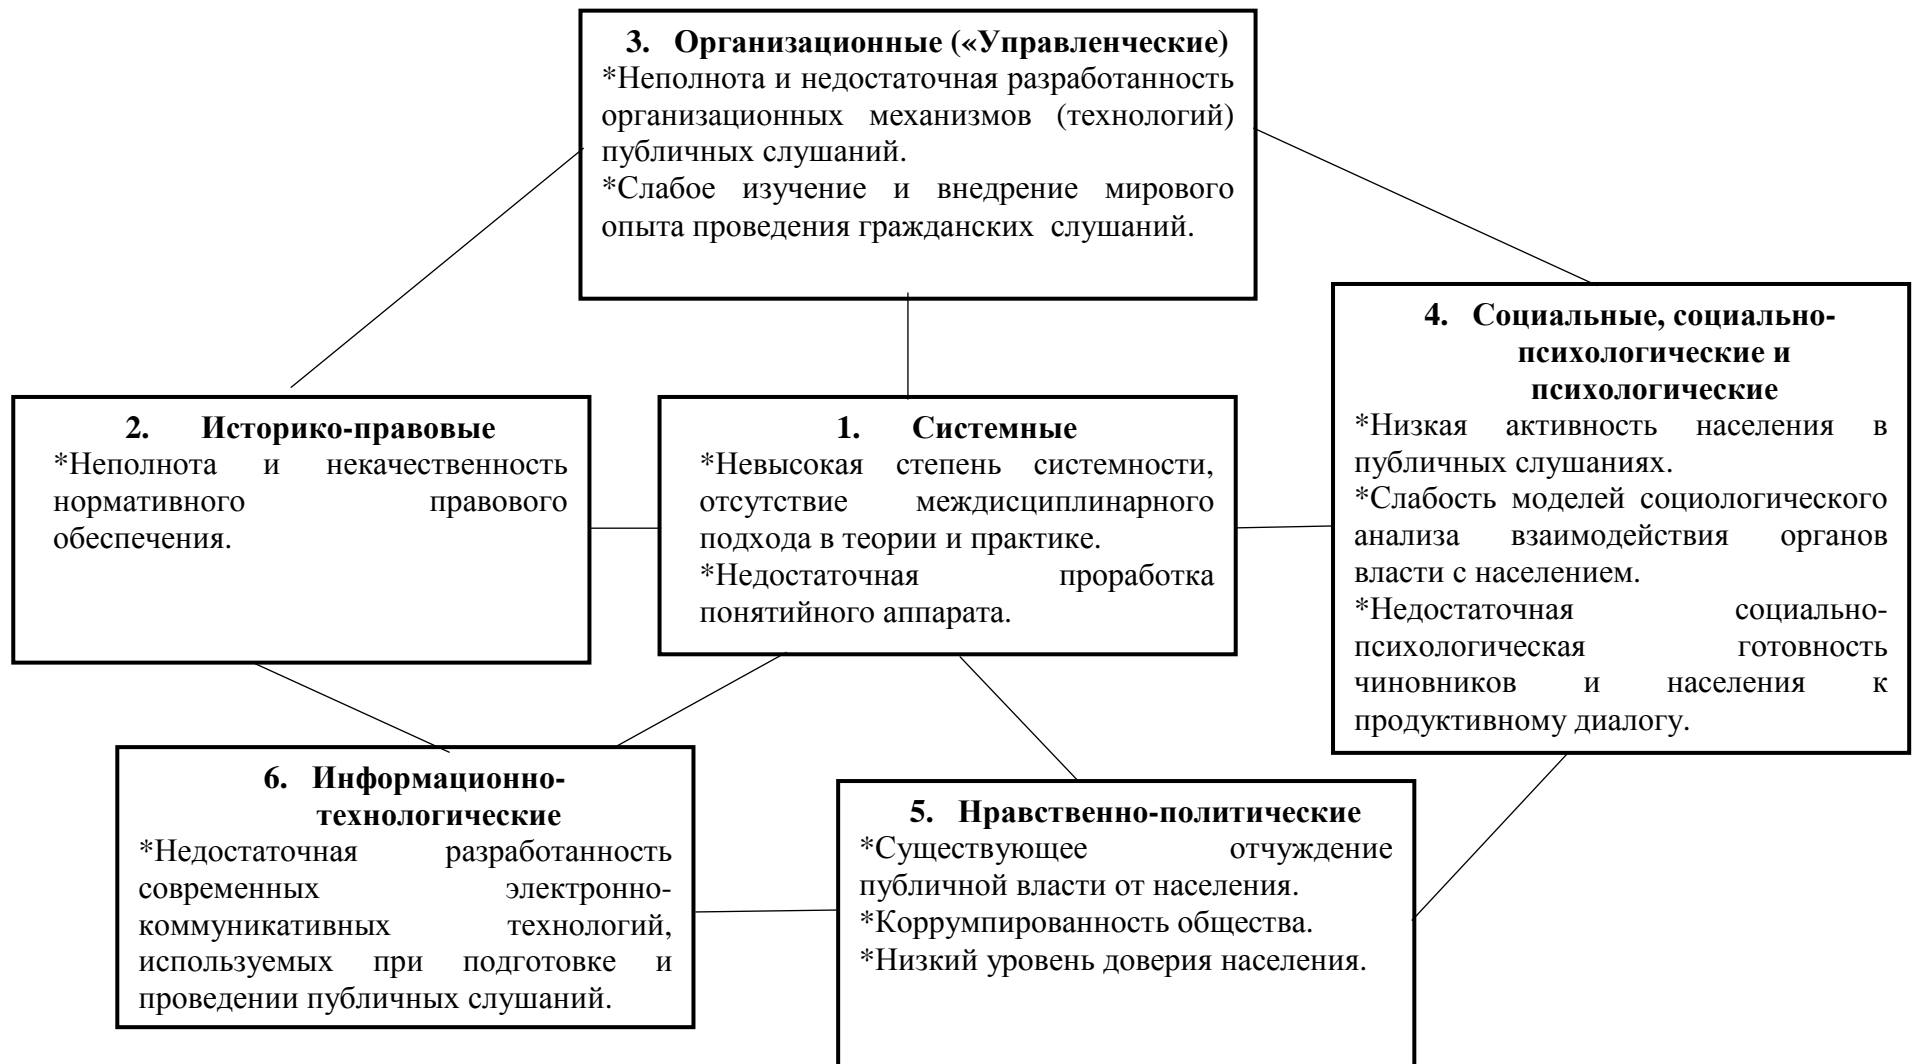 3. Организационные («Управленческие)
*Неполнота и недостаточная разработанность
организационных механизмов (технологий)
публичных слушаний.
*Слабое изучение и внедрение мирового
опыта проведения гражданских слушаний.
4. Социальные, социально-
психологические и
психологические
*Низкая активность населения в
публичных слушаниях.
*Слабость моделей социологического
анализа взаимодействия органов
власти с населением.
*Недостаточная социально-
психологическая готовность
чиновников и населения к
продуктивному диалогу.
2. Историко-правовые
*Неполнота и некачественность
нормативного правового
обеспечения.
1. Системные
*Невысокая степень системности,
отсутствие междисциплинарного
подхода в теории и практике.
*Недостаточная проработка
понятийного аппарата.
6. Информационно-
технологические
*Недостаточная разработанность
современных электронно-
коммуникативных технологий,
используемых при подготовке и
проведении публичных слушаний.
5. Нравственно-политические
*Существующее отчуждение
публичной власти от населения.
*Коррумпированность общества.
*Низкий уровень доверия населения.